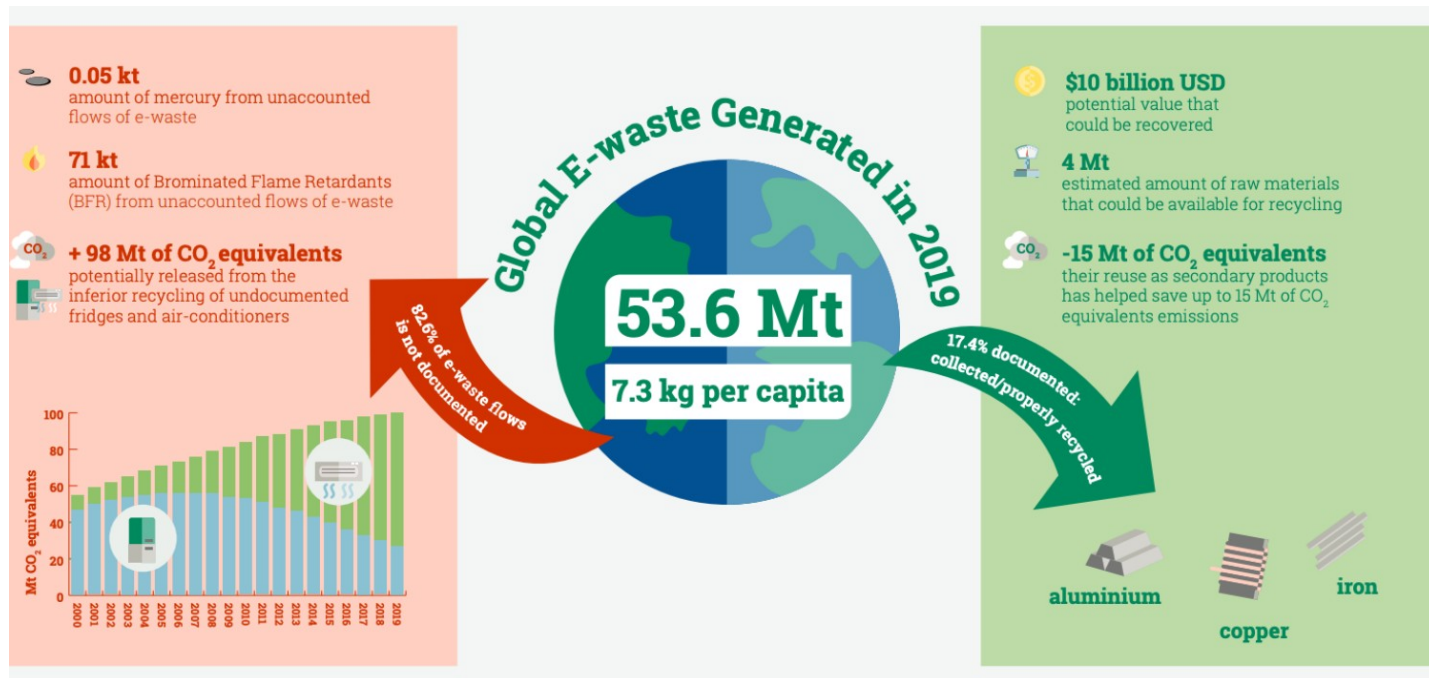 0.05 kt
amount of mercury from unaccounted
flows of e-waste
71 kt
amount of Brominated Flame Retardants
(BFR) from unaccounted flows of e-waste
CO2
+ 98 Mt of CO2 equivalents
potentially released from the
inferior recycling of undocumented
fridges and air-conditioners
Mt CO2 equivalents
100
80
60
40
20
0
2000
2001
2002
2003
2004
2005
2006
2007
2008
2009
2010
2011
2012
2013
2014
2015
2016
2017
2018
2019
82.6% of e-waste flows
is not documented
Global E-waste Generated in 2019
53.6 Mt
7.3 kg per capita
17.4% documented:
collected/properly recycled
$
$10 billion USD
potential value that
could be recovered
4 Mt
estimated amount of raw materials
that could be available for recycling
CO2
-15 Mt of CO2 equivalents
their reuse as secondary products
has helped save up to 15 Mt of CO2
equivalents emissions
aluminium
copper
iron